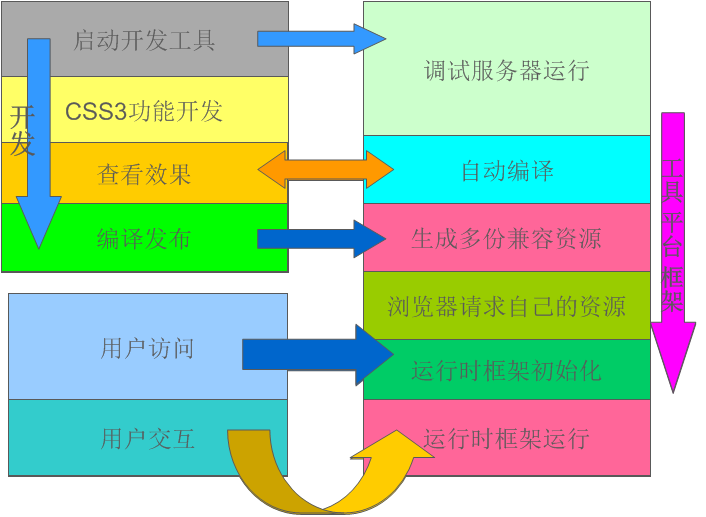 启动开发工具
CSS3功能开发
查看效果
编译发布
开发
用户访问
用户交互
调试服务器运行
自动编译
生成多份兼容资源
浏览器请求自己的资源
运行时框架初始化
运行时框架运行
工具 平台 框架